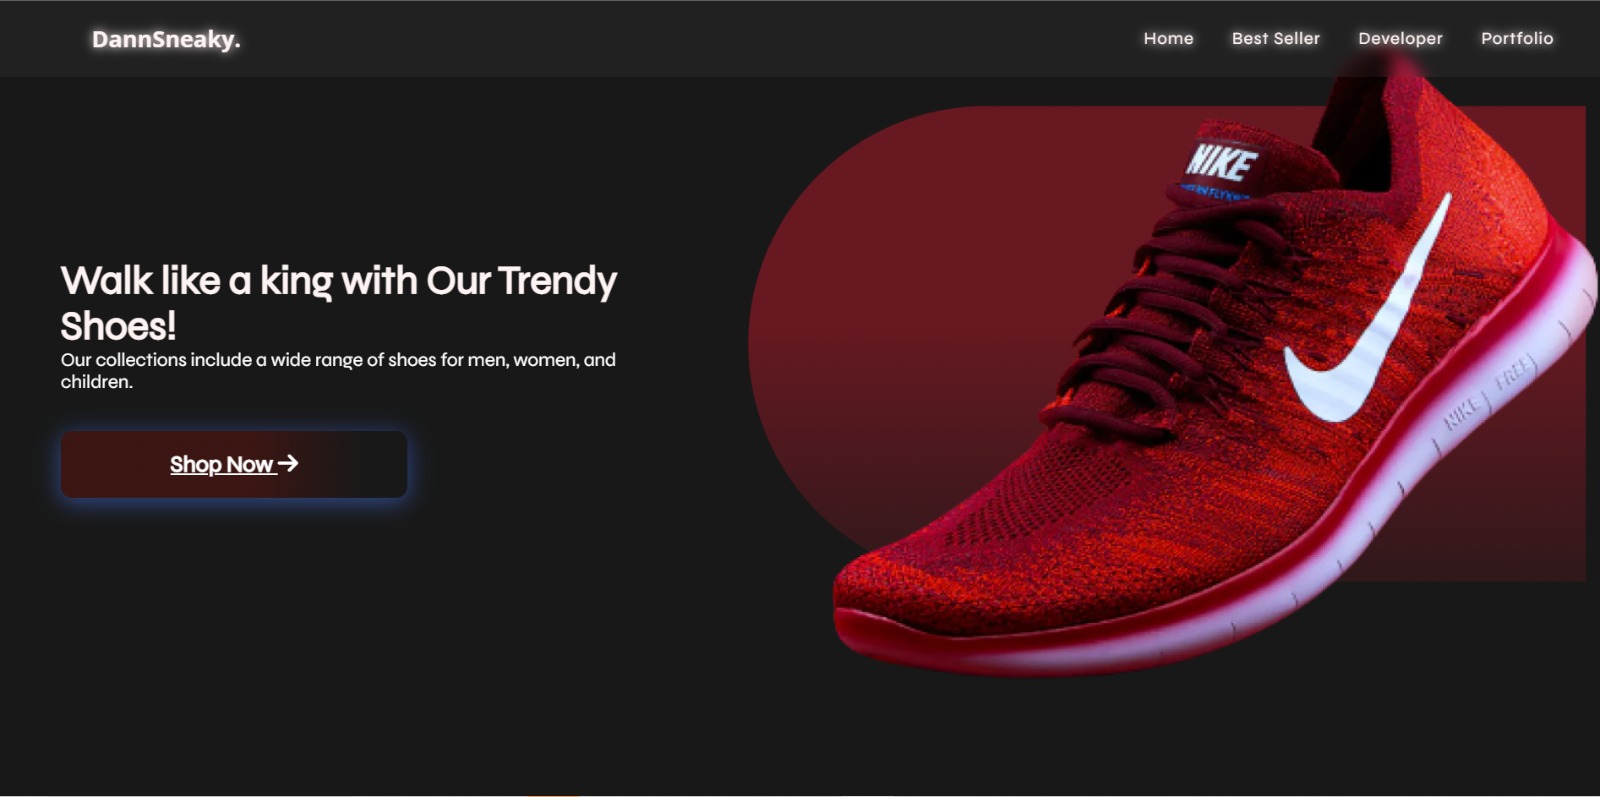 DannSneaky.
Home Best Seller Developer Portfolio
NIKE
Walk like a king with Our Trendy
Shoes!
Our collections include a wide range of shoes for men, women, and
children.
Shop Now
NIKE FREE